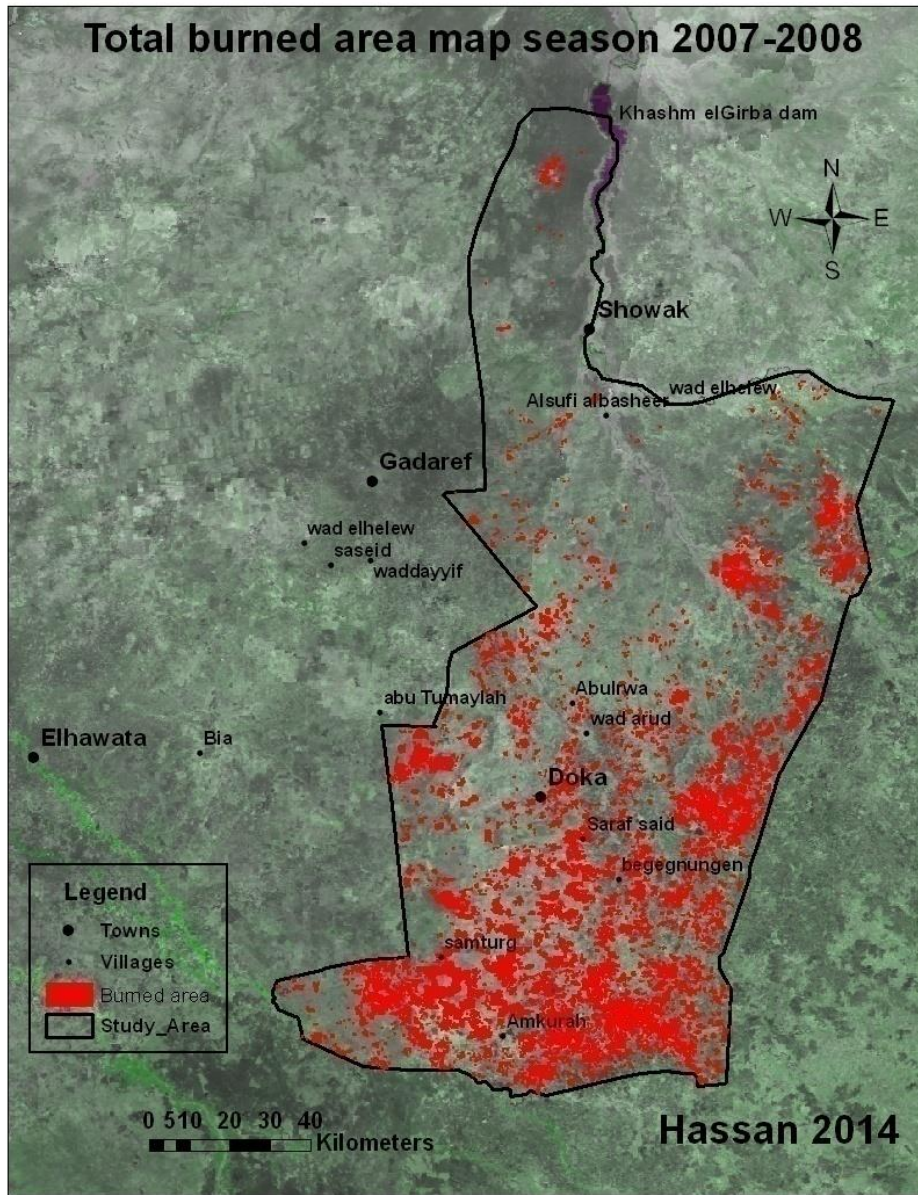 Total burned area map season 2007-2008
Khashm elGirba dam
N
W E
S
Showak
wad elhelew
Alsufi albasheer
Gadaref
wad elhelew
saseid
waddayyif
Abulrwa
abu Tumaylah
wad arud
Elhawata
Bia
Doka
Saraf said
begegnungen
Legend
Towns
Villages
Burned area
Study_Area
samturg
Amkurah
0 510 20 30 40
Kilometers
Hassan 2014